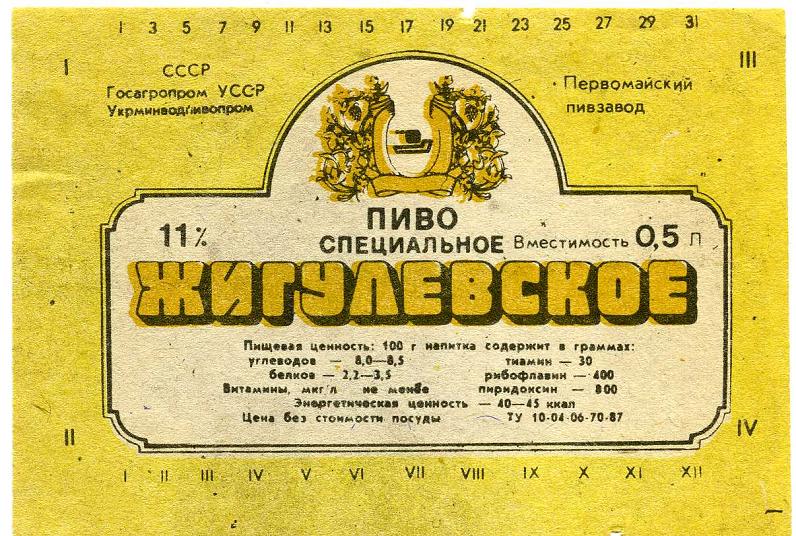 1 3 5 7 9 11 13 15 17 19 21 23 25 27 29 31
I
III
СССР
Госагропром УССР
Укрминводпивопром
Первомайский
пивзавод
11%
ПИВО
СПЕЦИАЛЬНОЕ
Вместимость 0,5 л
ЖИГУЛЕВСКОЕ
Пищевая ценность: 100 г напитка содержит в граммах:
углеводов — 8,0—8,5
тиамин — 30
белков — 2,2—3,5
рибофлавин — 400
Витамины, мкг/л не менее
пиридоксин — 800
Энергетическая ценность — 40—45 ккал
Цена без стоимости посуды
ТУ 10-04-06-70-87
II
IV
I II III IV V VI VII VIII IX X XI XII